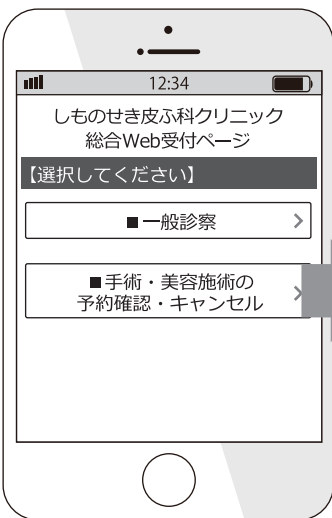 12:34
しものせき皮ふ科クリニック
総合Web受付ページ
【選択してください】
■一般診察
■手術・美容施術の
予約確認・キャンセル